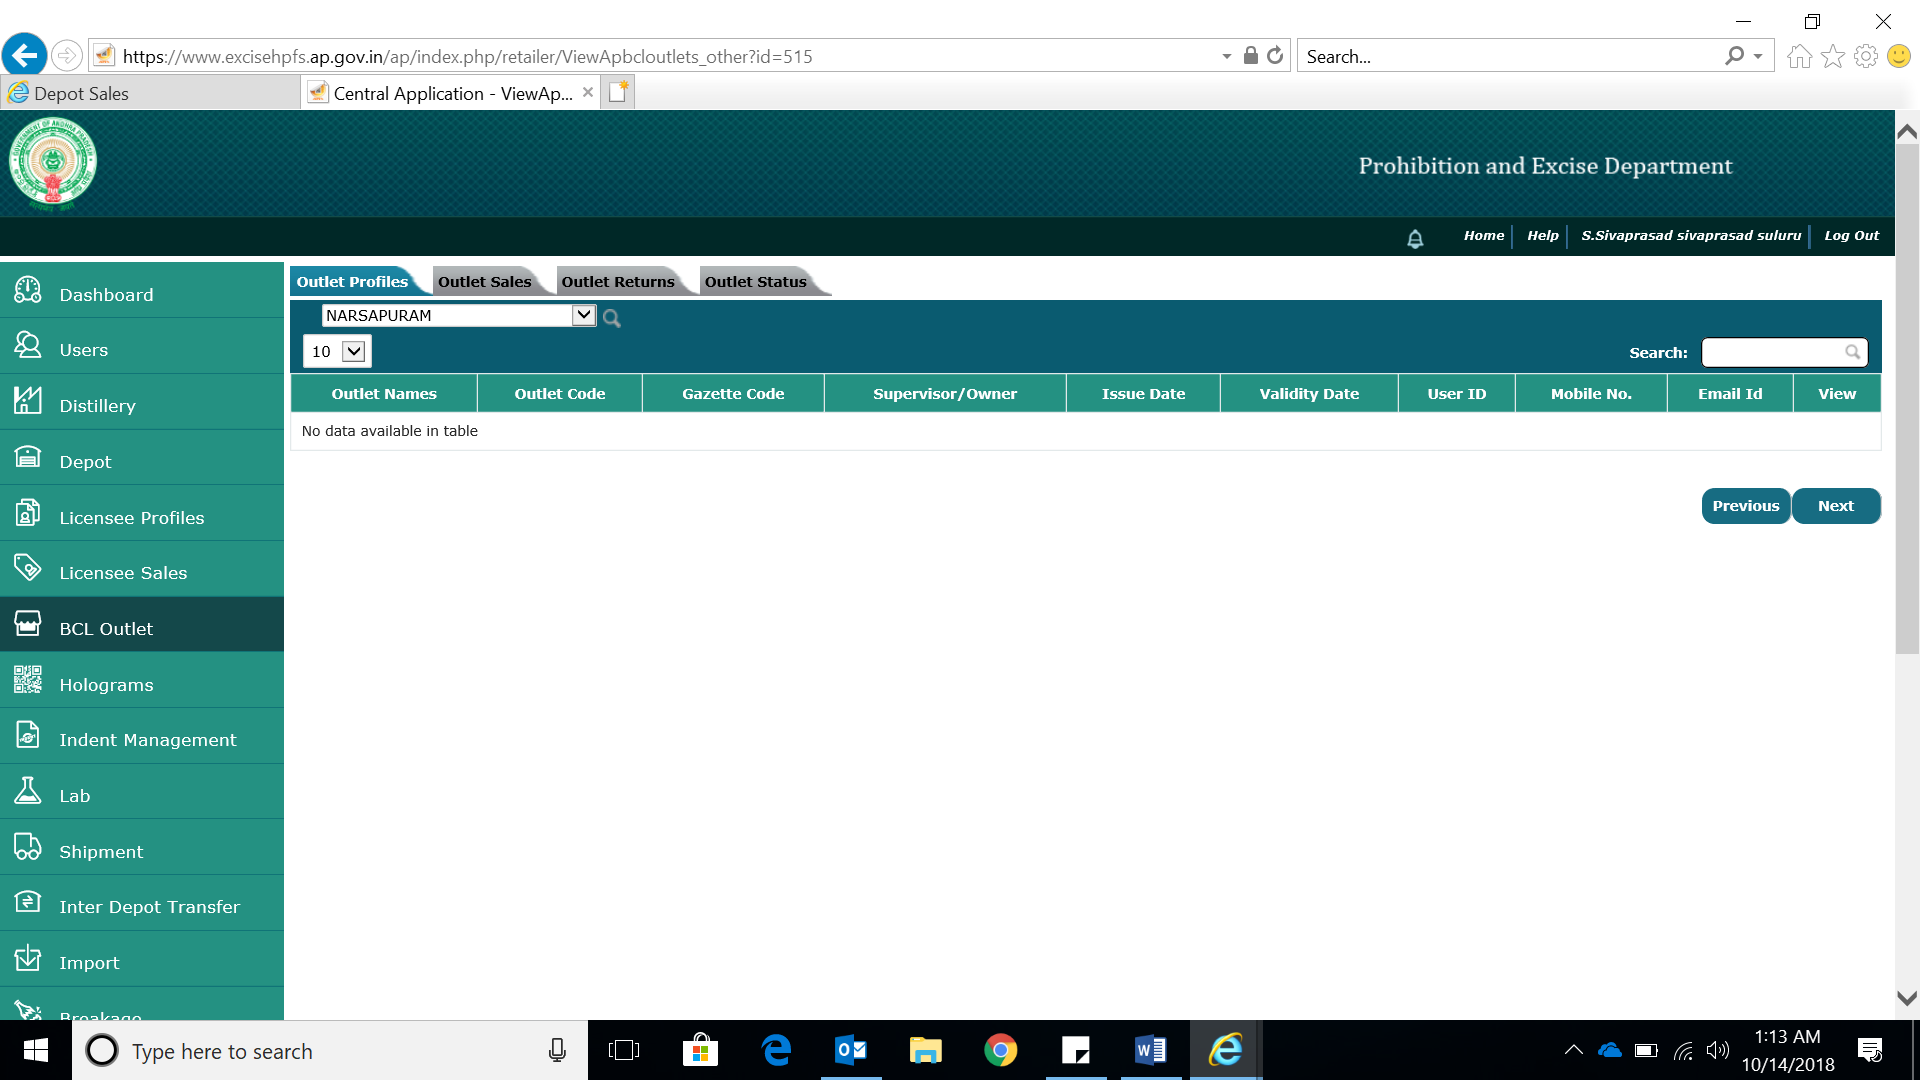 https://www.excisehpfs.ap.gov.in/ap/index.php/retailer/ViewApbcloutlets_other?id=515
Search...
Depot Sales
Central Application - ViewAp...
Prohibition and Excise Department
Home Help S.Sivaprasad sivaprasad suluru Log Out
Dashboard
Users
Distillery
Depot
Licensee Profiles
Licensee Sales
BCL Outlet
Holograms
Indent Management
Lab
Shipment
Inter Depot Transfer
Import
Breakage
Outlet Profiles Outlet Sales Outlet Returns Outlet Status
NARSAPURAM
10
Search:
Outlet Names Outlet Code Gazette Code Supervisor/Owner Issue Date Validity Date User ID Mobile No. Email Id View
No data available in table
Previous Next
Type here to search
1:13 AM
10/14/2018